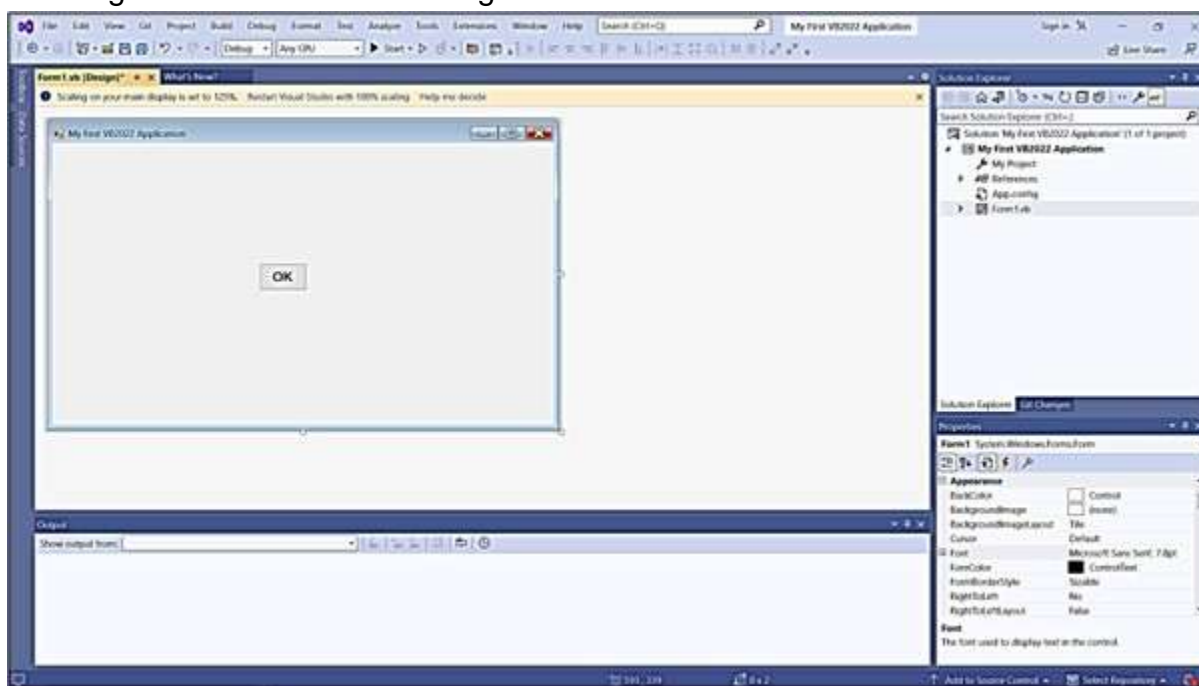 File Edit View Git Project Build Debug Format Test Analyze Tools Extensions Window Help Search (Ctrl+Q) My First VB2022 Application Sign in
Debug Any CPU Start Live Share
Form1.vb [Design]* What's New?
Solution Explorer
Toolbox
Data Sources
Scaling on your main display is set to 125%. Restart Visual Studio with 100% scaling Help me decide
Search Solution Explorer (Ctrl+;)
My First VB2022 Application
Solution 'My First VB2022 Application' (1 of 1 project)
My First VB2022 Application
My Project
References
App.config
Form1.vb
OK
Solution Explorer Git Changes
Properties
Form1 System.Windows.Forms.Form
Appearance
BackColor Control
BackgroundImage (none)
BackgroundImageLayout Tile
Cursor Default
Font Microsoft Sans Serif, 7.8pt
ForeColor ControlText
FormBorderStyle Sizable
RightToLeft No
RightToLeftLayout False
Font
The font used to display text in the control.
Output
Show output from:
Add to Source Control Select Repository